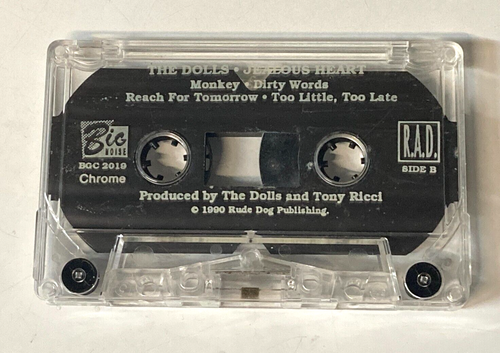 THE DOLLS • JEALOUS HEART
Monkey • Dirty Words
Reach For Tomorrow • Too Little, Too Late
Big
NOISE
BGC 2019
Chrome
R.A.D.
SIDE B
Produced by The Dolls and Tony Ricci
© 1990 Rude Dog Publishing.